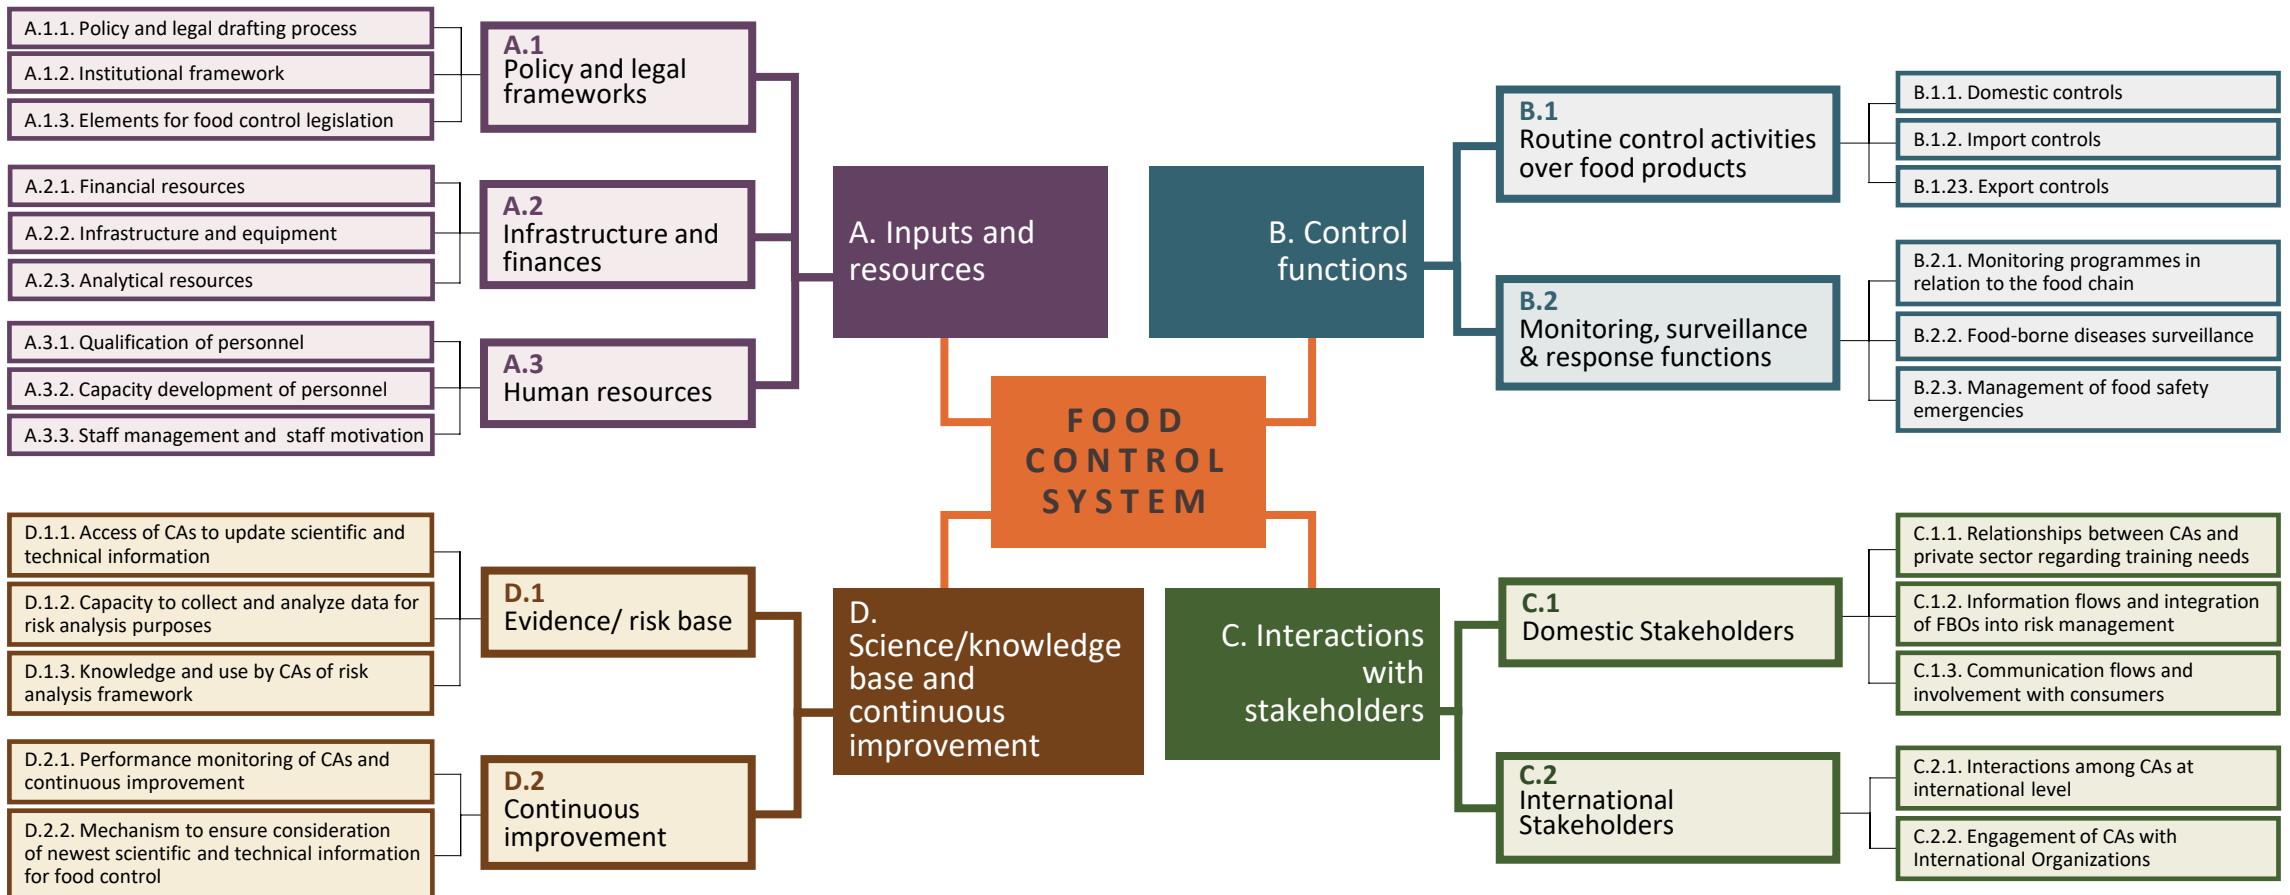 A.1.1. Policy and legal drafting process
A.1.2. Institutional framework
A.1.3. Elements for food control legislation
A.1
Policy and legal
frameworks
A.2.1. Financial resources
A.2.2. Infrastructure and equipment
A.2.3. Analytical resources
A.2
Infrastructure and
finances
A.3.1. Qualification of personnel
A.3.2. Capacity development of personnel
A.3.3. Staff management and  staff motivation
A.3
Human resources
A. Inputs and
resources
B. Control
functions
B.1
Routine control activities
over food products
B.1.1. Domestic controls
B.1.2. Import controls
B.1.23. Export controls
B.2
Monitoring, surveillance
& response functions
B.2.1. Monitoring programmes in
relation to the food chain
B.2.2. Food-borne diseases surveillance
B.2.3. Management of food safety
emergencies
FOOD
CONTROL
SYSTEM
D.1.1. Access of CAs to update scientific and
technical information
D.1.2. Capacity to collect and analyze data for
risk analysis purposes
D.1.3. Knowledge and use by CAs of risk
analysis framework
D.1
Evidence/ risk base
D.2.1. Performance monitoring of CAs and
continuous improvement
D.2.2. Mechanism to ensure consideration
of newest scientific and technical information
for food control
D.2
Continuous
improvement
D.
Science/knowledge
base and
continuous
improvement
C. Interactions
with
stakeholders
C.1
Domestic Stakeholders
C.1.1. Relationships between CAs and
private sector regarding training needs
C.1.2. Information flows and integration
of FBOs into risk management
C.1.3. Communication flows and
involvement with consumers
C.2
International
Stakeholders
C.2.1. Interactions among CAs at
international level
C.2.2. Engagement of CAs with
International Organizations